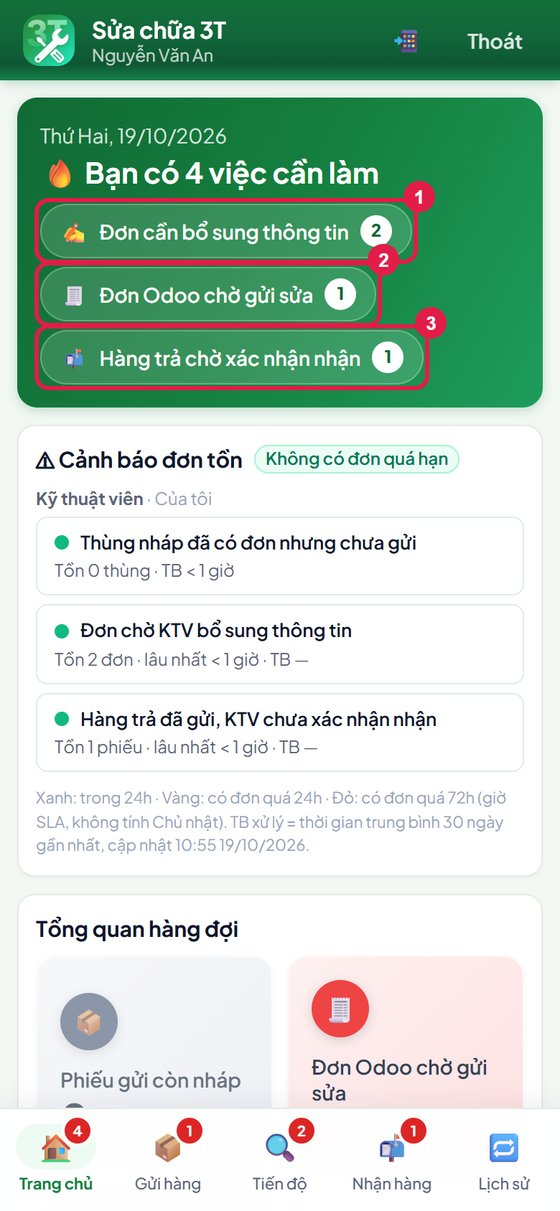 3T
Sửa chữa 3T
Nguyễn Văn An
Thoát
Thứ Hai, 19/10/2026
Bạn có 4 việc cần làm
1
Đơn cần bổ sung thông tin 2
2
Đơn Odoo chờ gửi sửa 1
3
Hàng trả chờ xác nhận nhận 1
Cảnh báo đơn tồn Không có đơn quá hạn
Kỹ thuật viên · Của tôi
Thùng nháp đã có đơn nhưng chưa gửi
Tồn 0 thùng · TB < 1 giờ
Đơn chờ KTV bổ sung thông tin
Tồn 2 đơn · lâu nhất < 1 giờ · TB —
Hàng trả đã gửi, KTV chưa xác nhận nhận
Tồn 1 phiếu · lâu nhất < 1 giờ · TB —
Xanh: trong 24h · Vàng: có đơn quá 24h · Đỏ: có đơn quá 72h (giờ
SLA, không tính Chủ nhật). TB xử lý = thời gian trung bình 30 ngày
gần nhất, cập nhật 10:55 19/10/2026.
Tổng quan hàng đợi
Phiếu gửi còn nháp
Đơn Odoo chờ gửi
sửa
4 1 2 1
Trang chủ Gửi hàng Tiến độ Nhận hàng Lịch sử